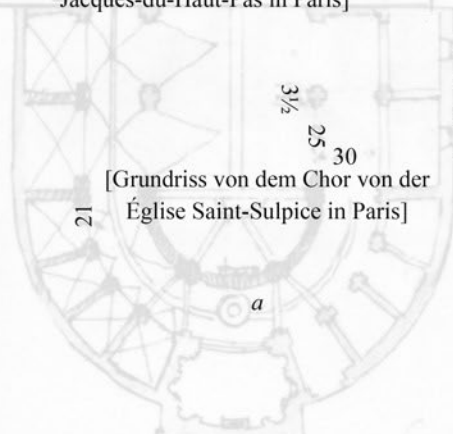 Jacques-du-Haut-Pas in Paris]
3½
25
30
[Grundriss von dem Chor von der
Église Saint-Sulpice in Paris]
21
a